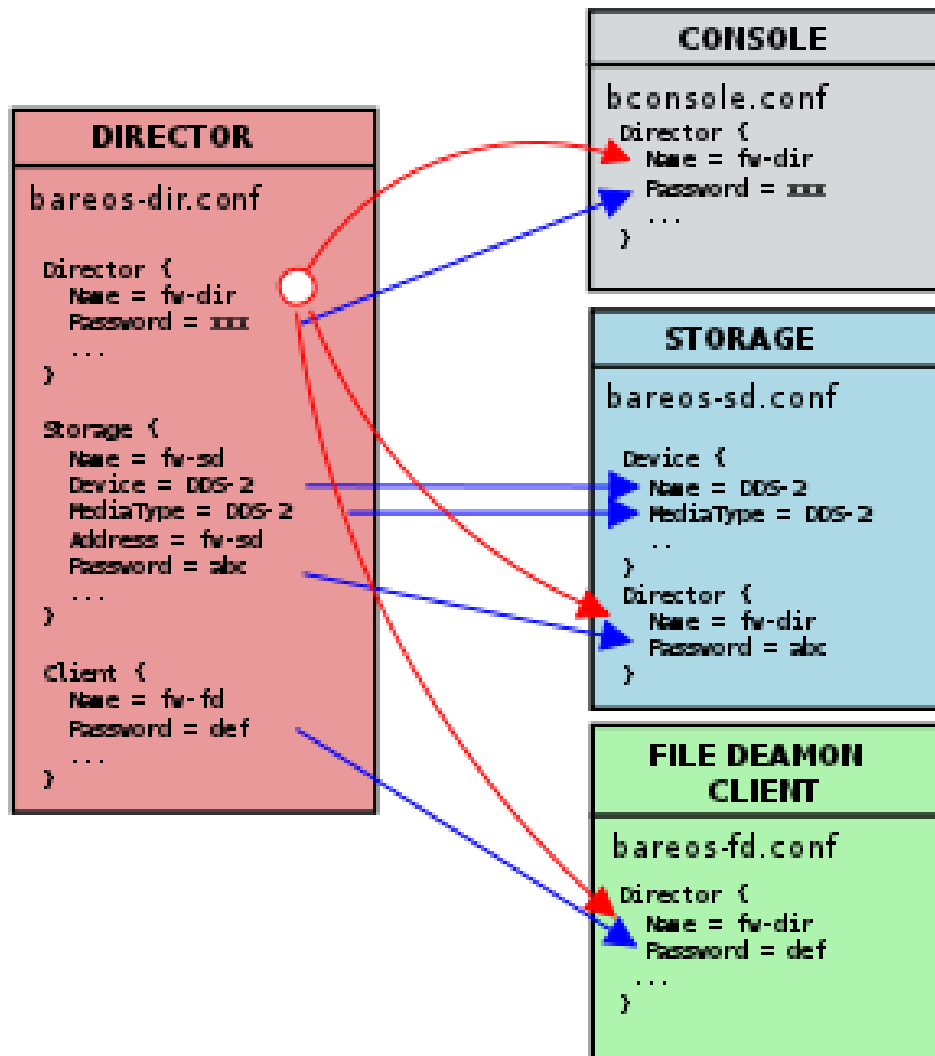 DIRECTOR
bareos-dir.conf
Director {
Name = fw-dir
Password = xxx
...
}
Storage {
Name = fw-sd
Device = DDS-2
MediaType = DDS-2
Address = fw-sd
Password = abc
...
}
Client {
Name = fw-fd
Password = def
...
}
CONSOLE
bconsole.conf
Director {
Name = fw-dir
Password = xxx
...
}
STORAGE
bareos-sd.conf
Device {
Name = DDS-2
MediaType = DDS-2
..
}
Director {
Name = fw-dir
Password = abc
}
FILE DEAMON
CLIENT
bareos-fd.conf
Director {
Name = fw-dir
Password = def
...
}